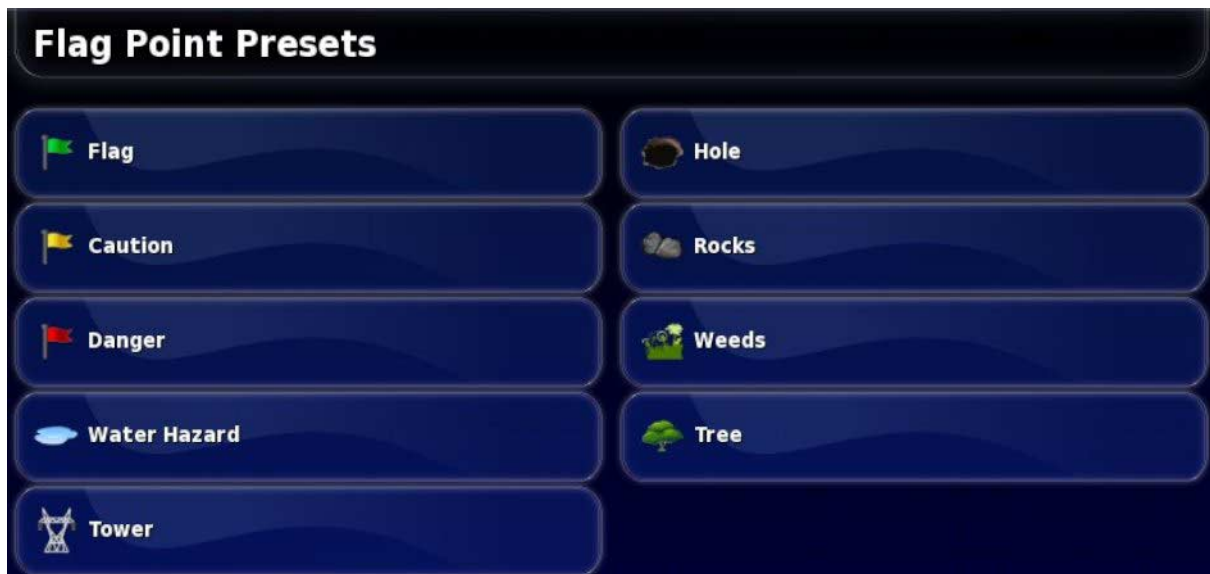 Flag Point Presets
Flag
Hole
Caution
Rocks
Danger
Weeds
Water Hazard
Tree
Tower